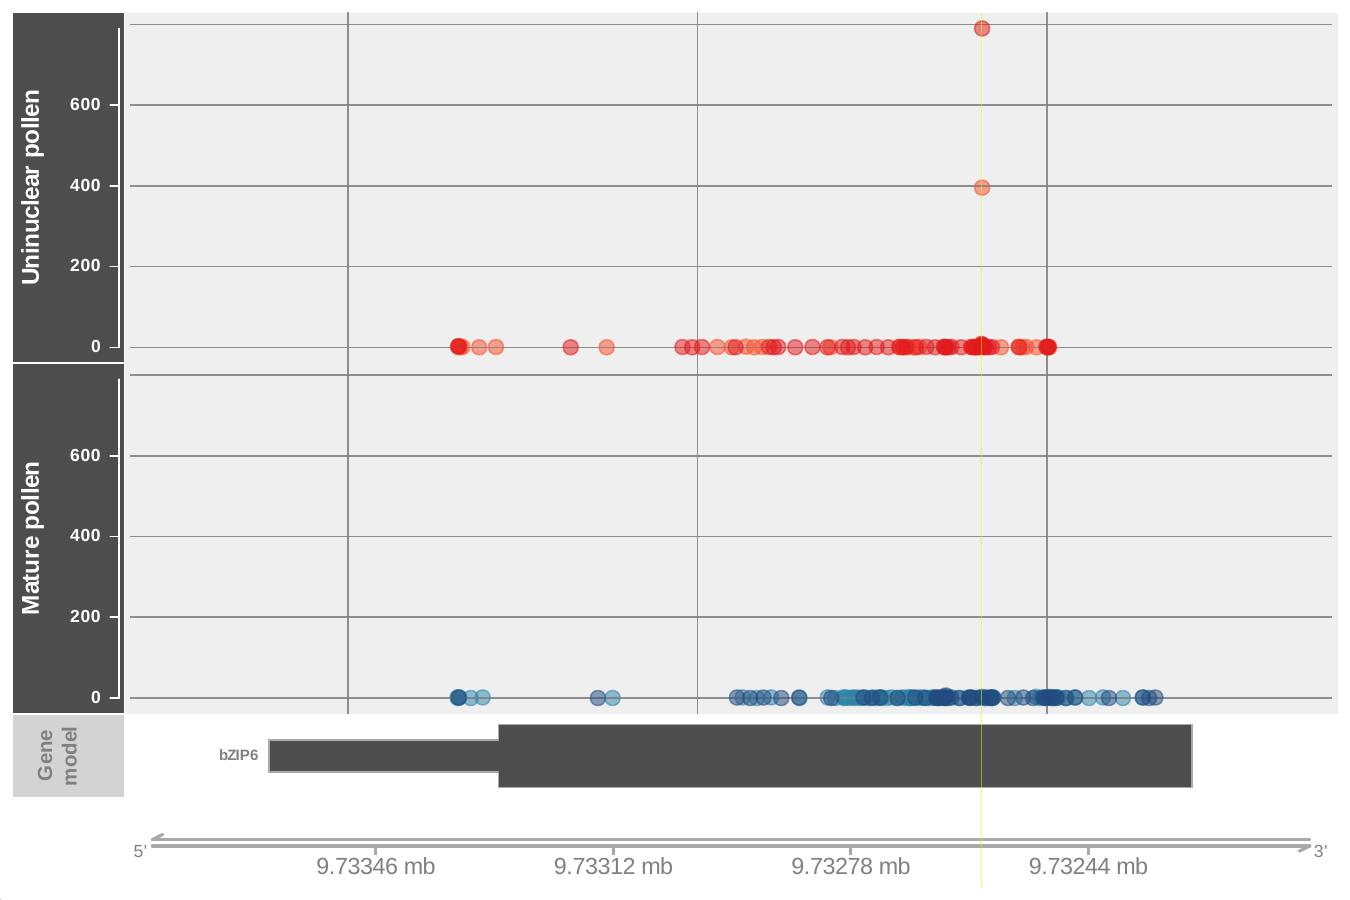 Uninuclear pollen
600
400
200
0
Mature pollen
600
400
200
0
Gene
model
bZIP6
5'
3'
9.73346 mb
9.73312 mb
9.73278 mb
9.73244 mb